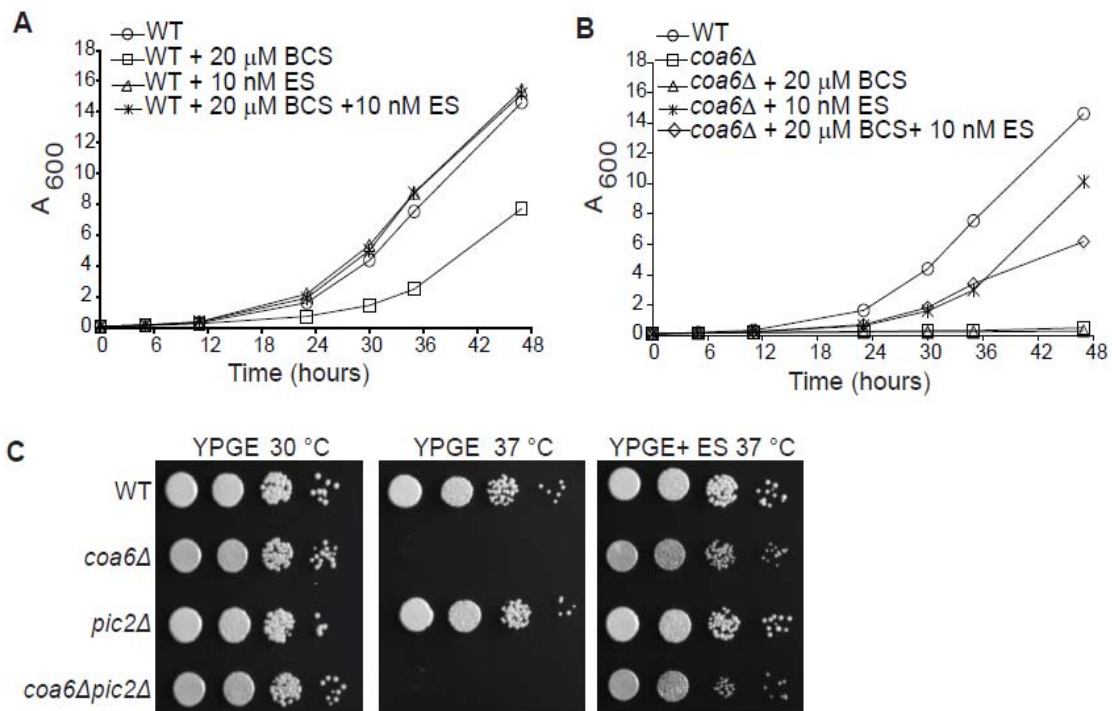 A
WT
WT + 20 μM BCS
WT + 10 nM ES
WT + 20 μM BCS +10 nM ES
18
16
14
12
10
8
6
4
2
0
A 600
0 6 12 18 24 30 36 42 48
Time (hours)
B
WT
coa6Δ
coa6Δ + 20 μM BCS
coa6Δ + 10 nM ES
coa6Δ + 20 μM BCS+ 10 nM ES
18
16
14
12
10
8
6
4
2
0
A 600
0 6 12 18 24 30 36 42 48
Time (hours)
C
YPGE 30 °C
YPGE 37 °C
YPGE+ ES 37 °C
WT
coa6Δ
pic2Δ
coa6Δpic2Δ